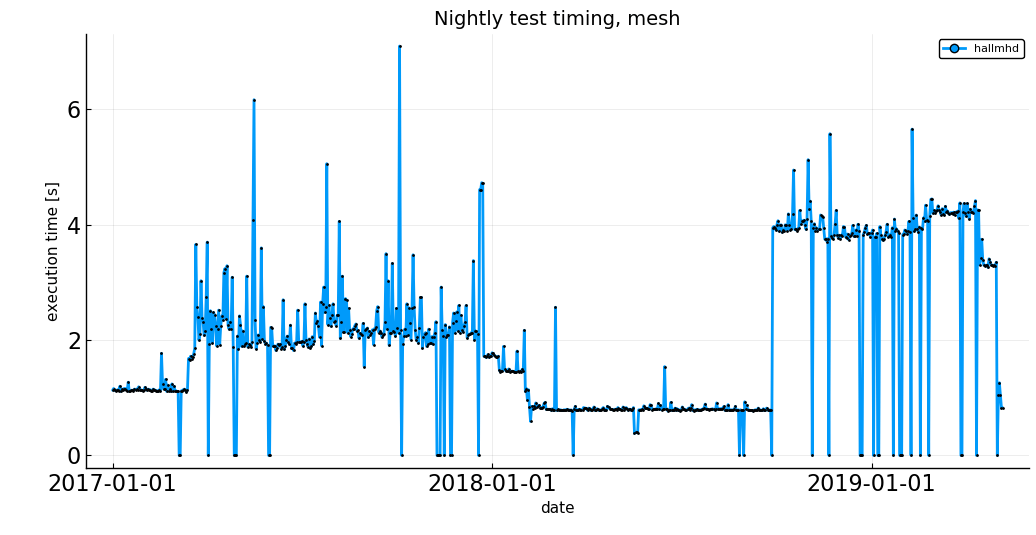 Nightly test timing, mesh
hallmhd
execution time [s]
6
4
2
0
2017-01-01
2018-01-01
2019-01-01
date